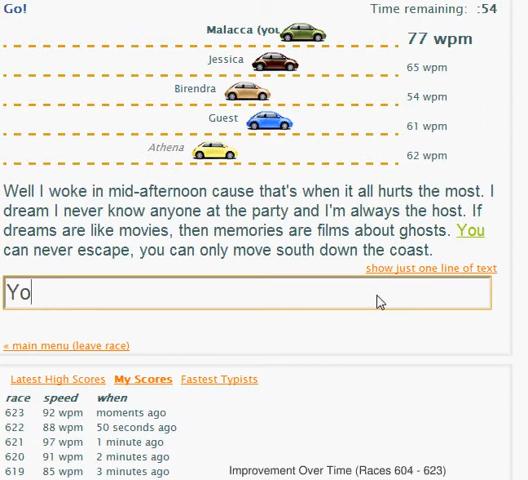 Go!
Time remaining: :54
Malacca (you
77 wpm
Jessica
65 wpm
Birendra
54 wpm
Guest
61 wpm
Athena
62 wpm
Well I woke in mid-afternoon cause that's when it all hurts the most. I
dream I never know anyone at the party and I'm always the host. If
dreams are like movies, then memories are films about ghosts. You
can never escape, you can only move south down the coast.
show just one line of text
Yo
« main menu (leave race)
Latest High Scores My Scores Fastest Typists
race speed when
623 92 wpm moments ago
622 88 wpm 50 seconds ago
621 97 wpm 1 minute ago
620 91 wpm 2 minutes ago
619 85 wpm 3 minutes ago
Improvement Over Time (Races 604 - 623)